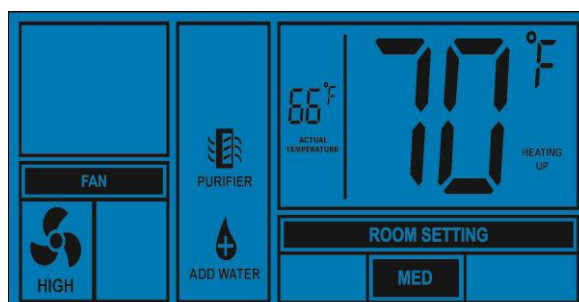 FAN
HIGH
PURIFIER
ADD WATER
66°F
ACTUAL
TEMPERATURE
70°F
HEATING
UP
ROOM SETTING
MED